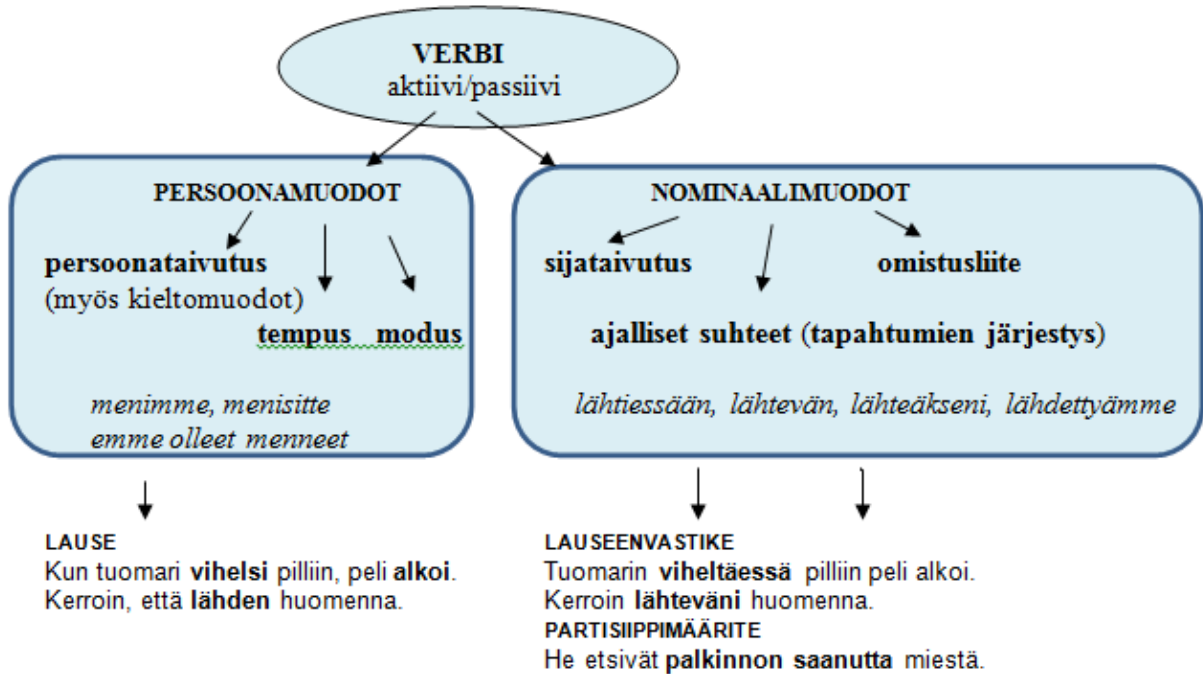 VERBI
aktiivi/passiivi
PERSOONAMUODOT
persoonataivutus
(myös kieltomuodot)
tempus modus
menimme, menisitte
emme olleet menneet
NOMINAALIMUODOT
sijataivutus
omistusliite
ajalliset suhteet (tapahtumien järjestys)
lähtiessään, lähtevän, lähteäkseni, lähdettyämme
LAUSE
Kun tuomari vihelsi pilliin, peli alkoi.
Kerroin, että lähden huomenna.
LAUSEENVASTIKE
Tuomarin viheltäessä pilliin peli alkoi.
Kerroin lähteväni huomenna.
PARTISIIPPIMÄÄRITE
He etsivät palkinnon saanutta miestä.